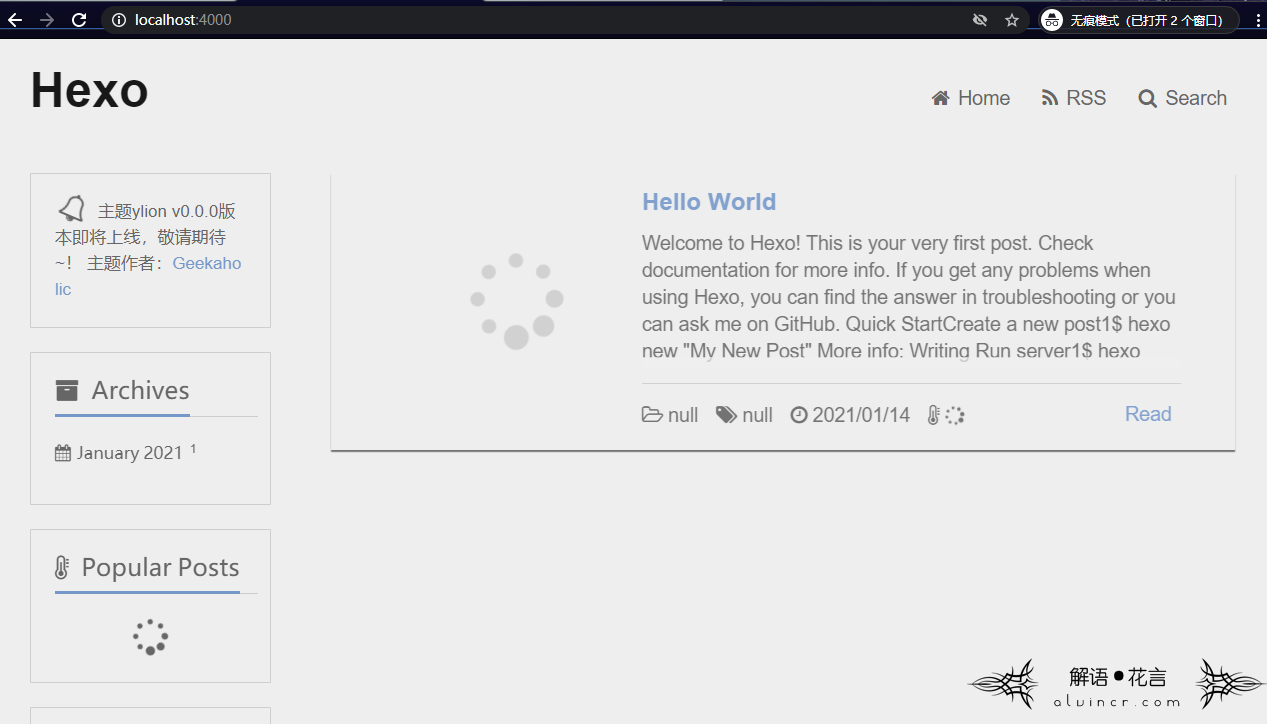 localhost:4000
无痕模式（已打开 2 个窗口）
Hexo
Home RSS Search
主题ylion v0.0.0版
本即将上线，敬请期待
~！ 主题作者：Geekaho
lic
Archives
January 2021 1
Popular Posts
Hello World
Welcome to Hexo! This is your very first post. Check
documentation for more info. If you get any problems when
using Hexo, you can find the answer in troubleshooting or you
can ask me on GitHub. Quick StartCreate a new post1$ hexo
new "My New Post" More info: Writing Run server1$ hexo
null null 2021/01/14 Read
解语●花言
alvincr.com